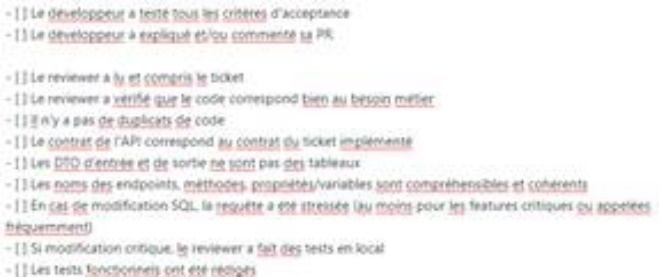 - [ ] Le développeur a testé tous les critères d'acceptance
- [ ] Le développeur a expliqué et/ou commenté sa PR
- [ ] Le reviewer a lu et compris le ticket
- [ ] Le reviewer a vérifié que le code correspond bien au besoin métier
- [ ] Il n'y a pas de duplicats de code
- [ ] Le contrat de l'API correspond au contrat du ticket implémenté
- [ ] Les DTO d'entrée et de sortie ne sont pas des tableaux
- [ ] Les noms des endpoints, méthodes, propriétés/variables sont compréhensibles et cohérents
- [ ] En cas de modification SQL, la requête a été stressée (au moins pour les features critiques ou appelées
fréquemment)
- [ ] Si modification critique, le reviewer a fait des tests en local
- [ ] Les tests fonctionnels ont été rédigés